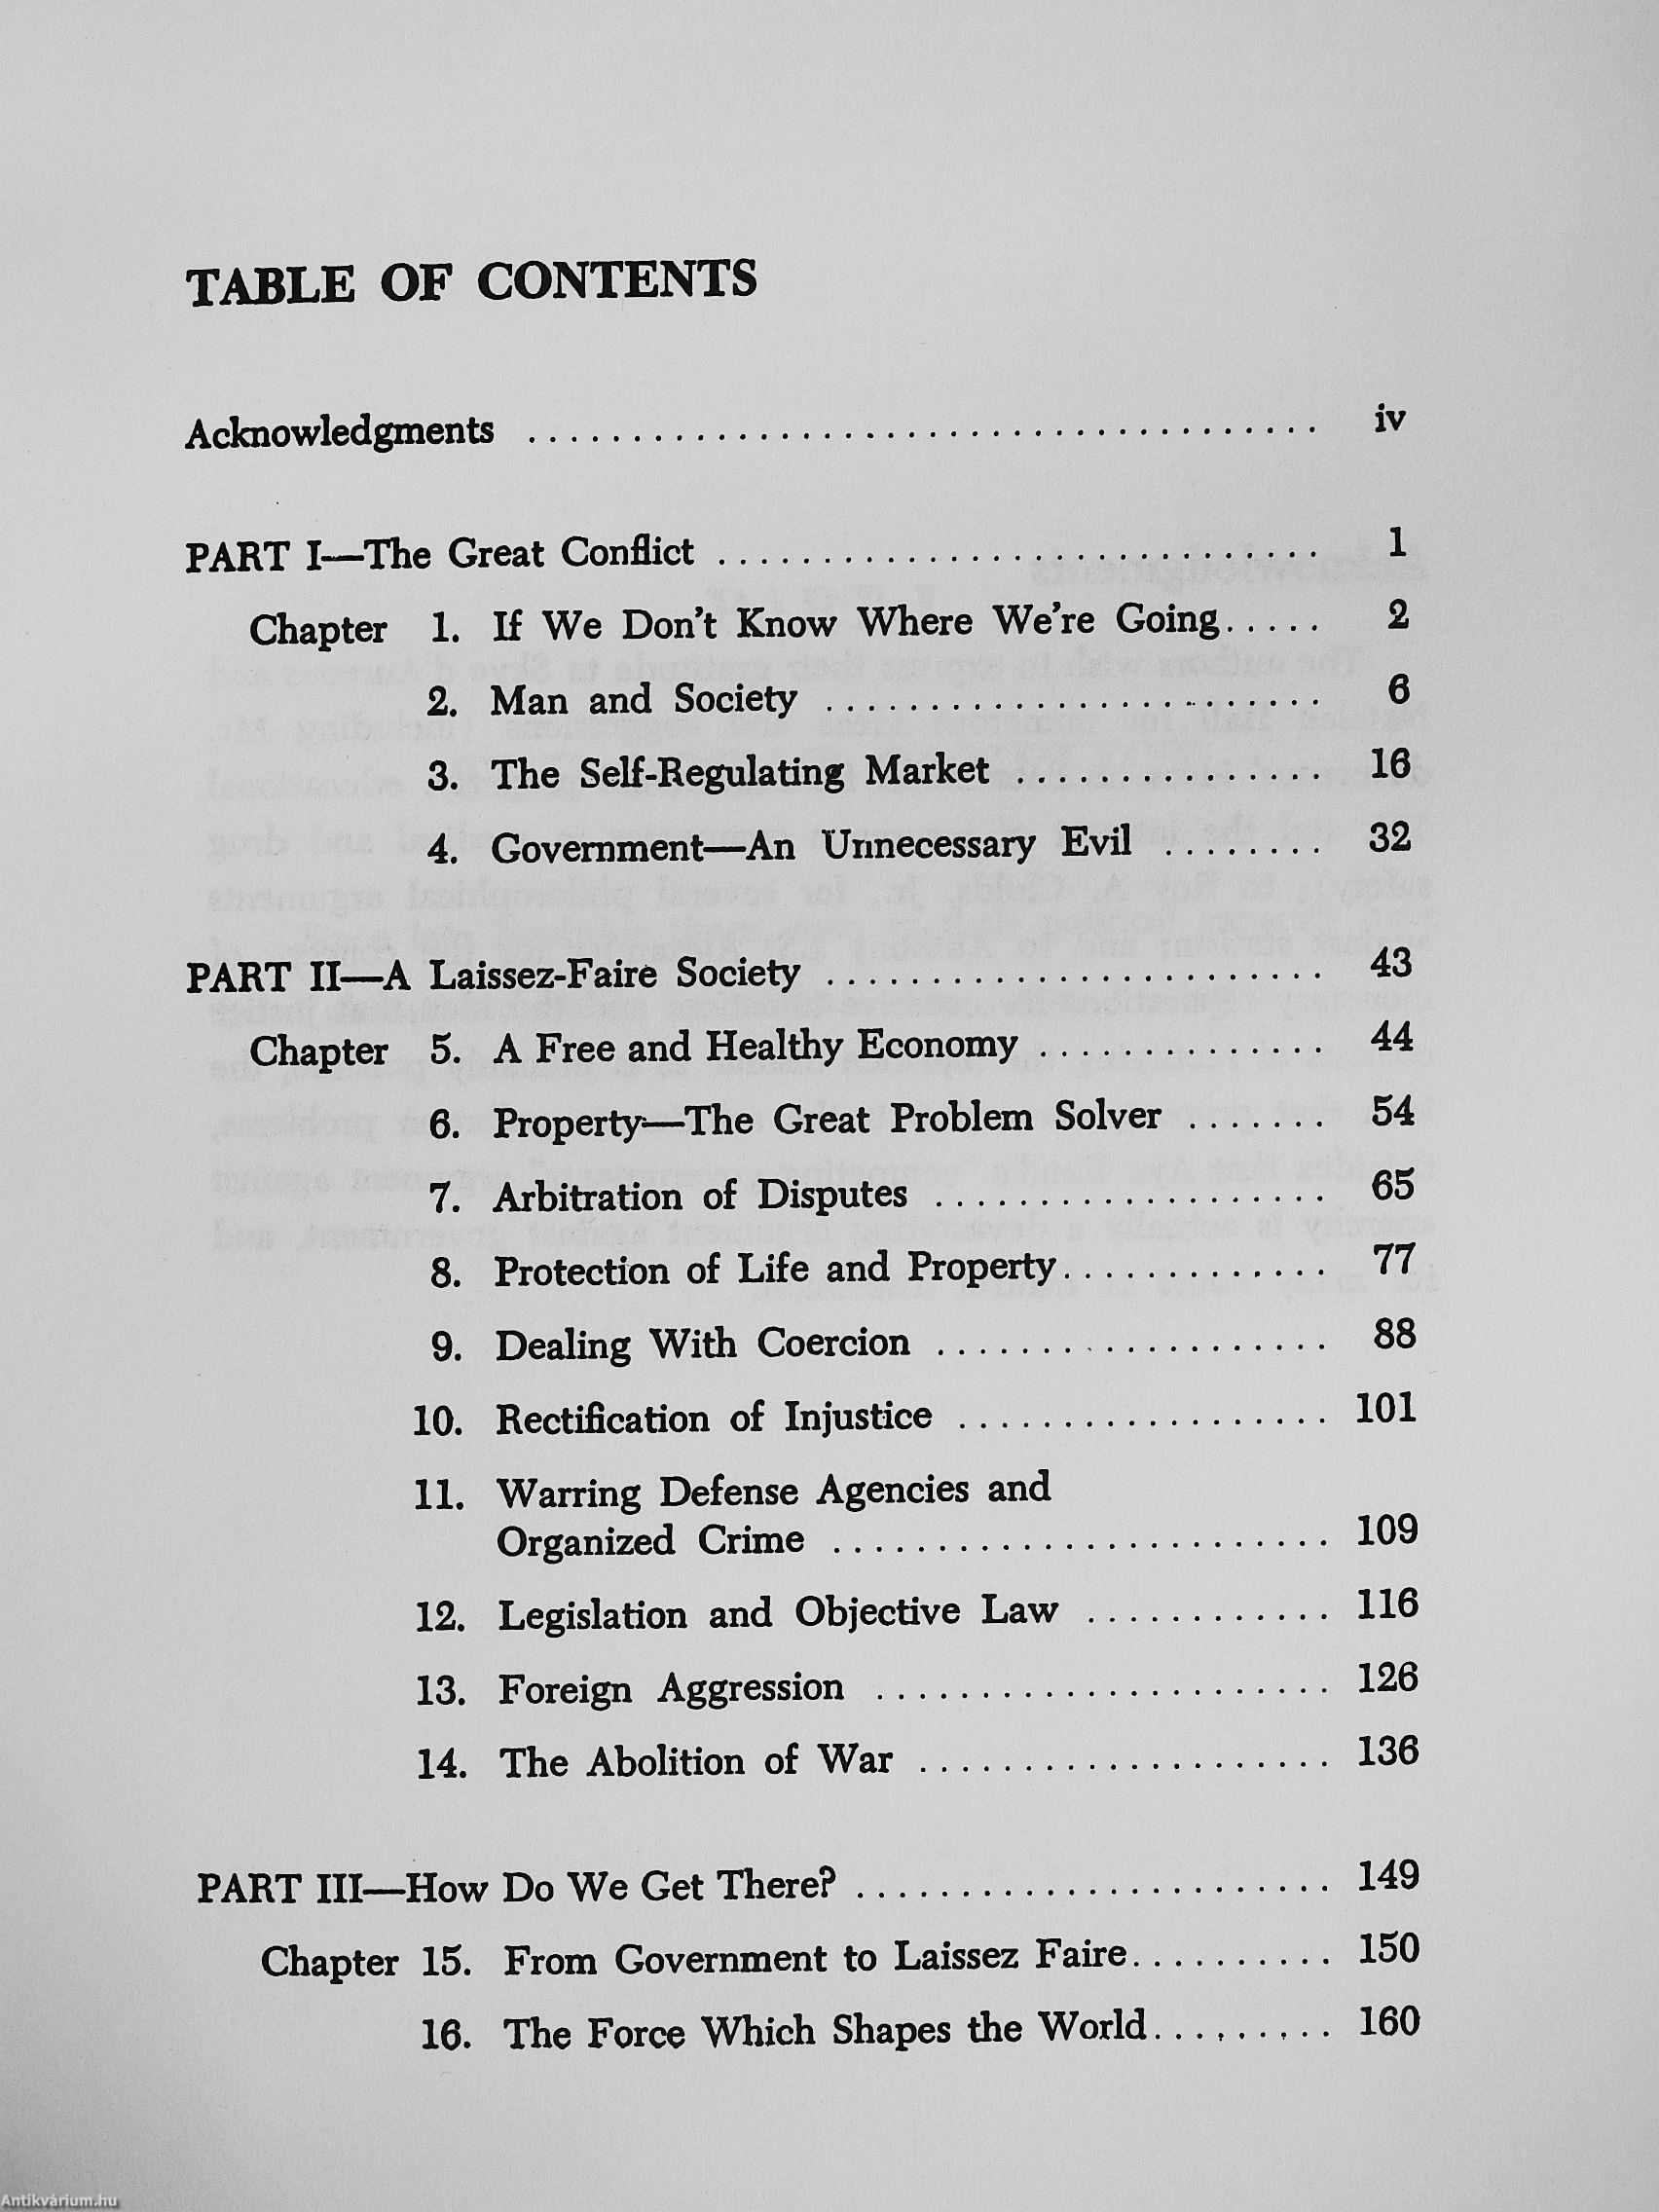 TABLE OF CONTENTS
Acknowledgments ...................................... iv
PART I—The Great Conflict ............................. 1
Chapter 1. If We Don't Know Where We're Going..... 2
2. Man and Society ........................ 6
3. The Self-Regulating Market ............... 16
4. Government—An Unnecessary Evil ........ 32
PART II—A Laissez-Faire Society ........................ 43
Chapter 5. A Free and Healthy Economy .............. 44
6. Property—The Great Problem Solver ....... 54
7. Arbitration of Disputes ................... 65
8. Protection of Life and Property............. 77
9. Dealing With Coercion ................... 88
10. Rectification of Injustice .................. 101
11. Warring Defense Agencies and
Organized Crime ........................ 109
12. Legislation and Objective Law ............ 116
13. Foreign Aggression ...................... 126
14. The Abolition of War .................... 136
PART III—How Do We Get There? ....................... 149
Chapter 15. From Government to Laissez Faire.......... 150
16. The Force Which Shapes the World......... 160
Antikvárium.hu